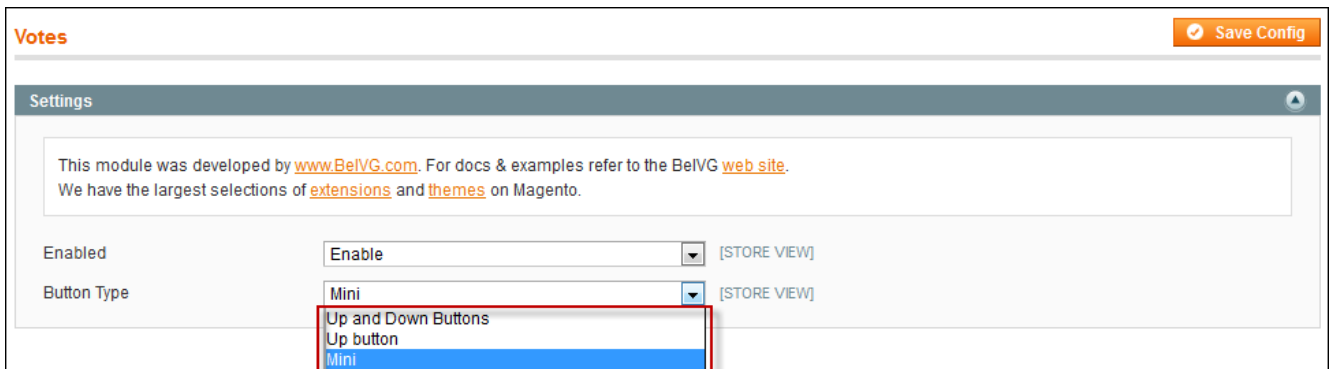 Votes
Save Config
Settings
This module was developed by www.BelVG.com. For docs & examples refer to the BelVG web site.
We have the largest selections of extensions and themes on Magento.
Enabled
Enable
[STORE VIEW]
Button Type
Mini
[STORE VIEW]
Up and Down Buttons
Up button
Mini